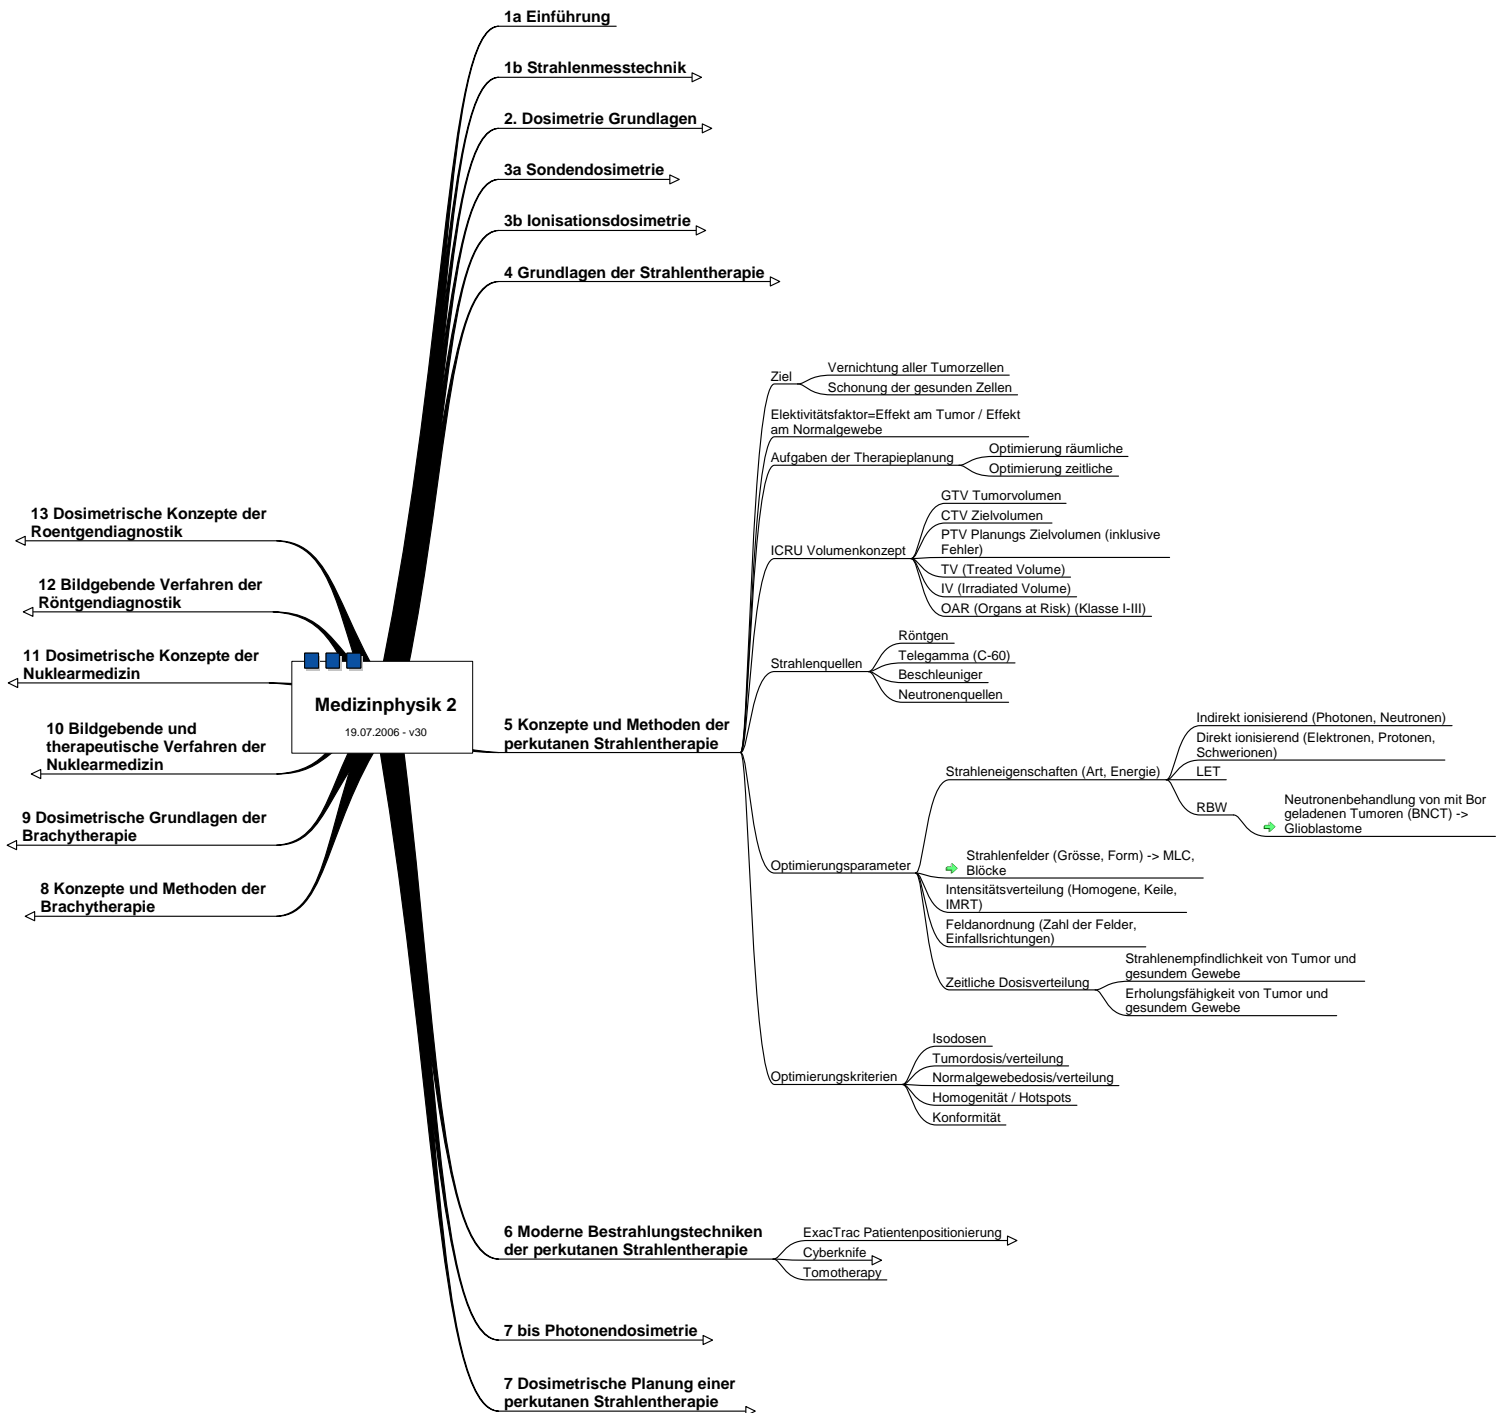 1a Einführung
1b Strahlenmesstechnik
2. Dosimetrie Grundlagen
3a Sondendosimetrie
3b Ionisationsdosimetrie
4 Grundlagen der Strahlentherapie
13 Dosimetrische Konzepte der
Roentgendiagnostik
12 Bildgebende Verfahren der
Röntgendiagnostik
11 Dosimetrische Konzepte der
Nuklearmedizin
10 Bildgebende und
therapeutische Verfahren der
Nuklearmedizin
9 Dosimetrische Grundlagen der
Brachytherapie
8 Konzepte und Methoden der
Brachytherapie
Medizinphysik 2
19.07.2006 - v30
5 Konzepte und Methoden der
perkutanen Strahlentherapie
Ziel
Vernichtung aller Tumorzellen
Schonung der gesunden Zellen
Elektivitätsfaktor=Effekt am Tumor / Effekt
am Normalgewebe
Aufgaben der Therapieplanung
Optimierung räumliche
Optimierung zeitliche
ICRU Volumenkonzept
GTV Tumorvolumen
CTV Zielvolumen
PTV Planungs Zielvolumen (inklusive
Fehler)
TV (Treated Volume)
IV (Irradiated Volume)
OAR (Organs at Risk) (Klasse I-III)
Strahlenquellen
Röntgen
Telegamma (C-60)
Beschleuniger
Neutronenquellen
Optimierungsparameter
Strahleneigenschaften (Art, Energie)
Indirekt ionisierend (Photonen, Neutronen)
Direkt ionisierend (Elektronen, Protonen,
Schwerionen)
LET
RBW
Neutronenbehandlung von mit Bor
geladenen Tumoren (BNCT) ->
Glioblastome
Strahlenfelder (Grösse, Form) -> MLC,
Blöcke
Intensitätsverteilung (Homogene, Keile,
IMRT)
Feldanordnung (Zahl der Felder,
Einfallsrichtungen)
Zeitliche Dosisverteilung
Strahlenempfindlichkeit von Tumor und
gesundem Gewebe
Erholungsfähigkeit von Tumor und
gesundem Gewebe
Optimierungskriterien
Isodosen
Tumordosis/verteilung
Normalgewebedosis/verteilung
Homogenität / Hotspots
Konformität
6 Moderne Bestrahlungstechniken
der perkutanen Strahlentherapie
ExacTrac Patientenpositionierung
Cyberknife
Tomotherapy
7 bis Photonendosimetrie
7 Dosimetrische Planung einer
perkutanen Strahlentherapie